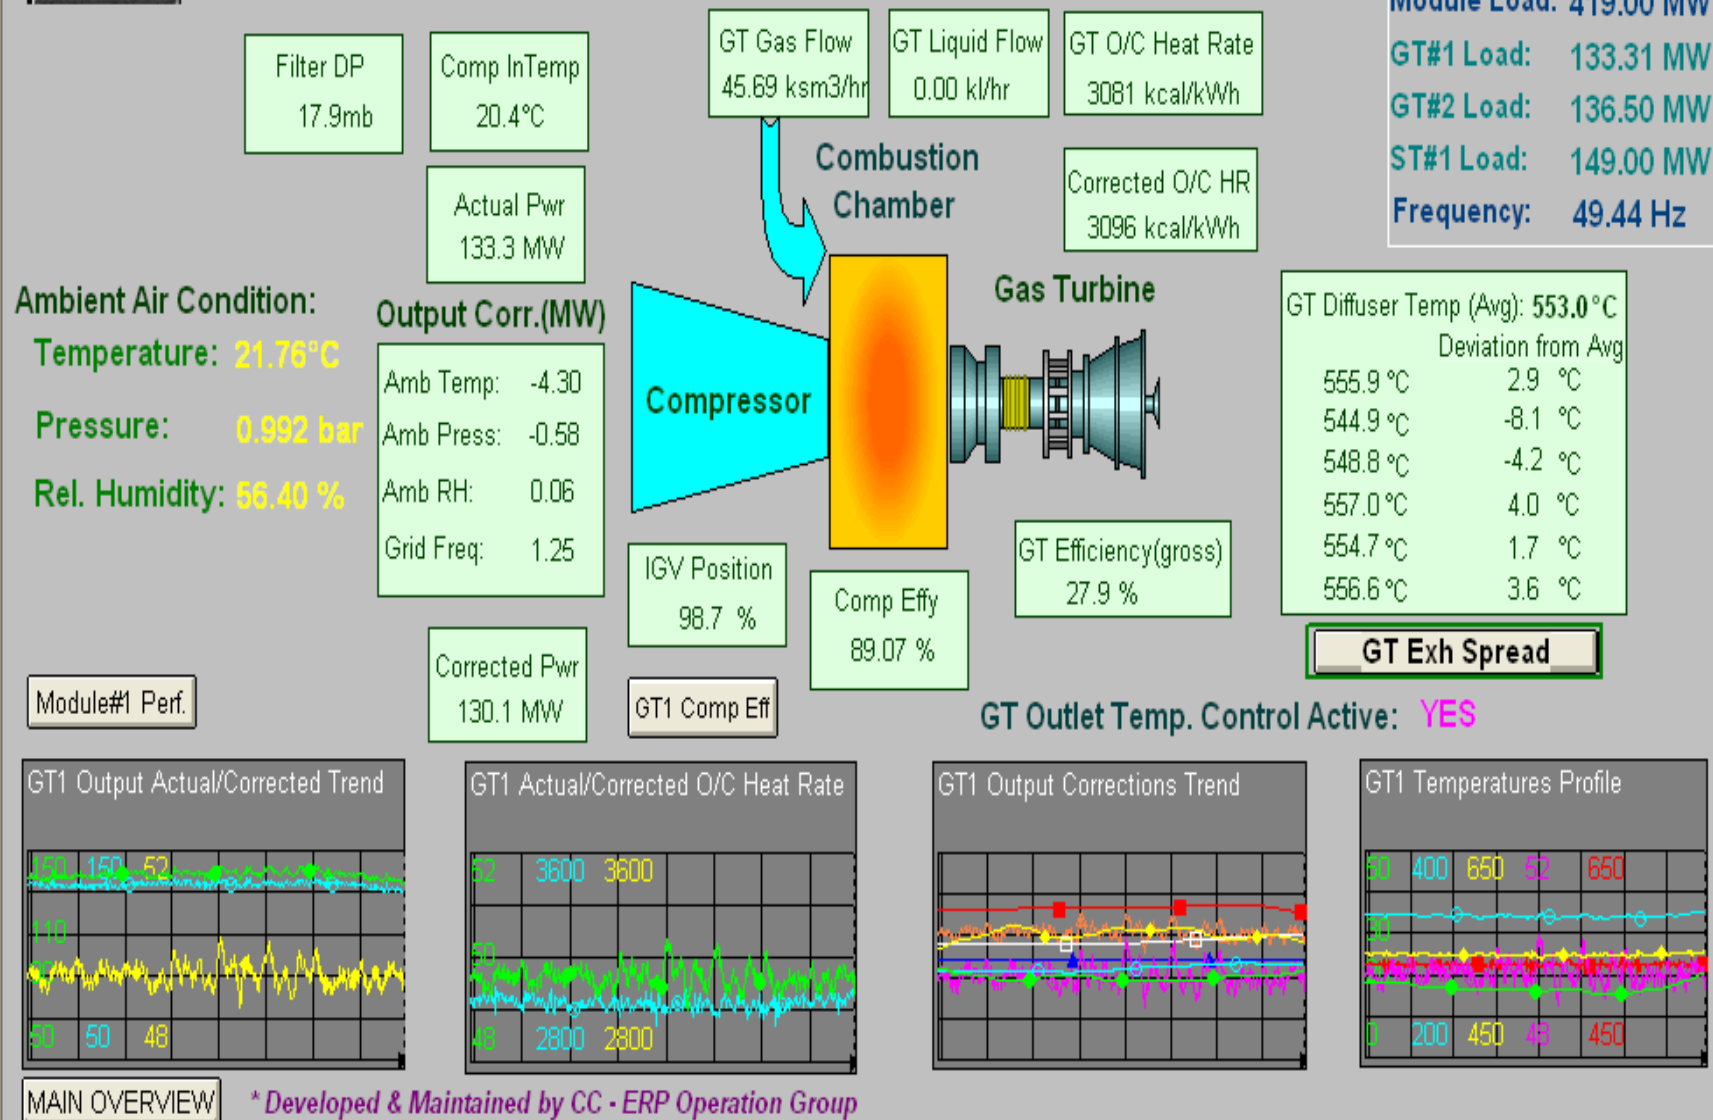 Module Load: 419.00 MW
GT#1 Load: 133.31 MW
GT#2 Load: 136.50 MW
ST#1 Load: 149.00 MW
Frequency: 49.44 Hz
Filter DP
17.9mb
Comp InTemp
20.4°C
GT Gas Flow
45.69 ksm3/hr
GT Liquid Flow
0.00 kl/hr
GT O/C Heat Rate
3081 kcal/kWh
Actual Pwr
133.3 MW
Combustion
Chamber
Corrected O/C HR
3096 kcal/kWh
Ambient Air Condition:
Temperature: 21.76°C
Pressure: 0.992 bar
Rel. Humidity: 56.40 %
Output Corr.(MW)
Amb Temp: -4.30
Amb Press: -0.58
Amb RH: 0.06
Grid Freq: 1.25
Compressor
Gas Turbine
GT Diffuser Temp (Avg): 553.0°C
Deviation from Avg
555.9 °C 2.9 °C
544.9 °C -8.1 °C
548.8 °C -4.2 °C
557.0 °C 4.0 °C
554.7 °C 1.7 °C
556.6 °C 3.6 °C
IGV Position
98.7 %
Comp Effy
89.07 %
GT Efficiency(gross)
27.9 %
GT Exh Spread
Corrected Pwr
130.1 MW
Module#1 Perf.
GT1 Comp Eff
GT Outlet Temp. Control Active: YES
GT1 Output Actual/Corrected Trend
150 150 52
110
50 50 48
GT1 Actual/Corrected O/C Heat Rate
52 3600 3600
50
48 2800 2800
GT1 Output Corrections Trend
GT1 Temperatures Profile
50 400 650 52 650
30
0 200 450 48 450
MAIN OVERVIEW
* Developed & Maintained by CC - ERP Operation Group